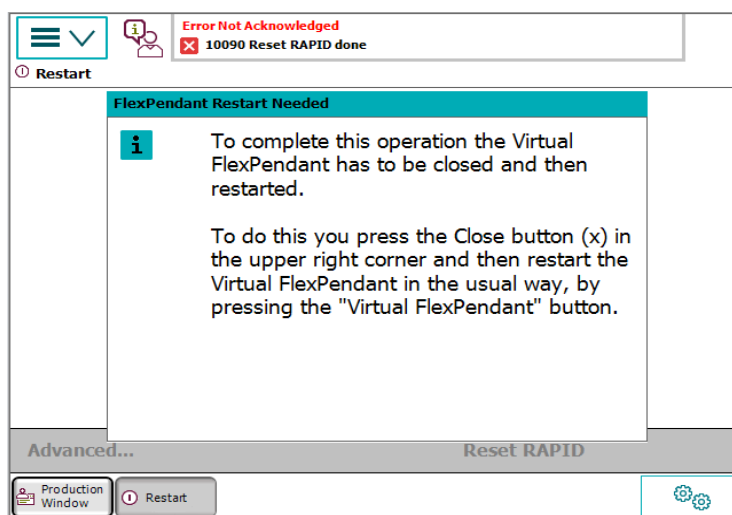 Error Not Acknowledged
10090 Reset RAPID done
Restart
FlexPendant Restart Needed
To complete this operation the Virtual
FlexPendant has to be closed and then
restarted.
To do this you press the Close button (x) in
the upper right corner and then restart the
Virtual FlexPendant in the usual way, by
pressing the "Virtual FlexPendant" button.
Advanced...
Reset RAPID
Production
Window
Restart